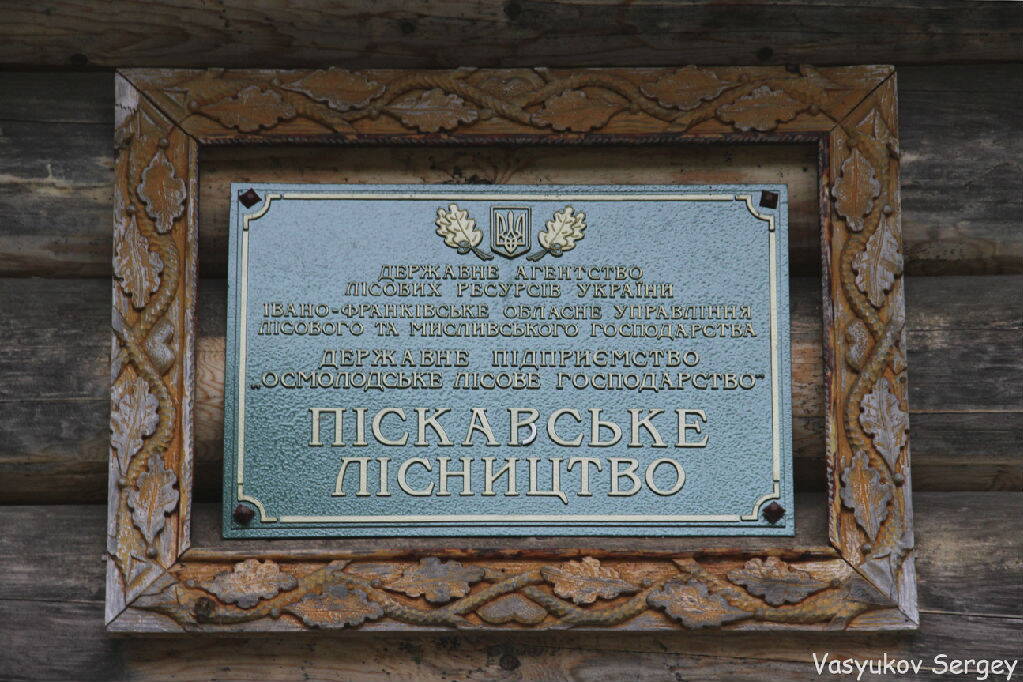 ДЕРЖАВНЕ АГЕНТСТВО
ЛІСОВИХ РЕСУРСІВ УКРАЇНИ
ІВАНО-ФРАНКІВСЬКЕ ОБЛАСНЕ УПРАВЛІННЯ
ЛІСОВОГО ТА МИСЛИВСЬКОГО ГОСПОДАРСТВА
ДЕРЖАВНЕ ПІДПРИЄМСТВО
„ОСМОЛОДСЬКЕ ЛІСОВЕ ГОСПОДАРСТВО"
ПІСКАВСЬКЕ
ЛІСНИЦТВО
Vasyukov Sergey